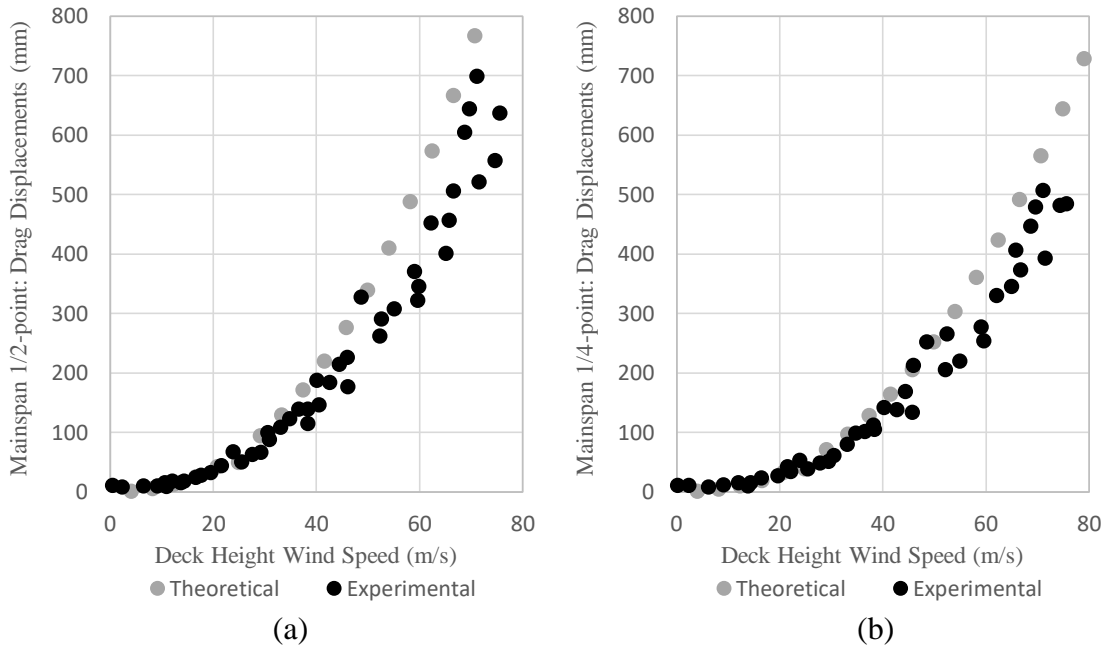 Mainspan 1/2-point: Drag Displacements (mm)
800
700
600
500
400
300
200
100
0
0 20 40 60 80
Deck Height Wind Speed (m/s)
Theoretical Experimental
(a)
Mainspan 1/4-point: Drag Displacements (mm)
800
700
600
500
400
300
200
100
0
0 20 40 60 80
Deck Height Wind Speed (m/s)
Theoretical Experimental
(b)